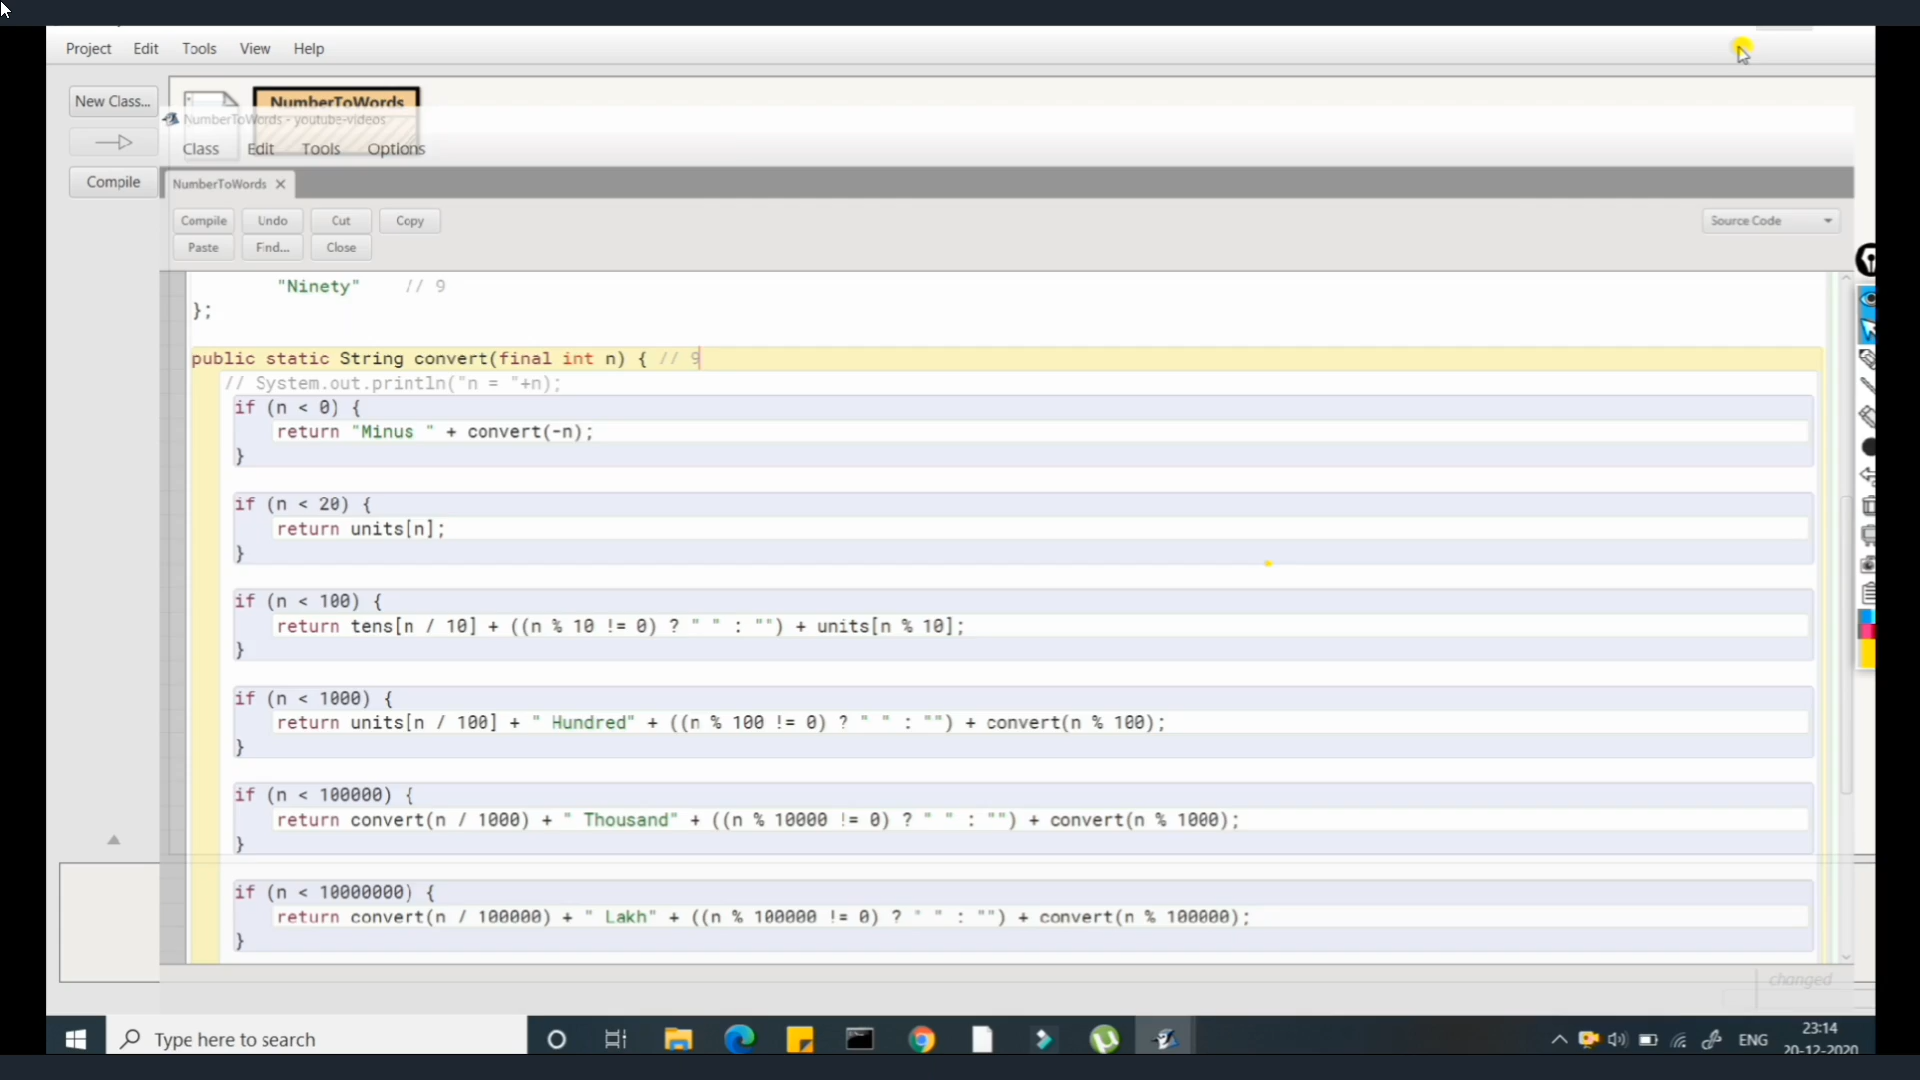 Project Edit Tools View Help
New Class...
NumberToWords
NumberToWords - youtube-videos
Class Edit Tools Options
Compile
NumberToWords
Compile Undo Cut Copy
Source Code
Paste Find... Close
"Ninety" // 9
};
public static String convert(final int n) { // 9
// System.out.println("n = "+n);
if (n < 0) {
return "Minus " + convert(-n);
}
if (n < 20) {
return units[n];
}
if (n < 100) {
return tens[n / 10] + ((n % 10 != 0) ? " " : "") + units[n % 10];
}
if (n < 1000) {
return units[n / 100] + " Hundred" + ((n % 100 != 0) ? " " : "") + convert(n % 100);
}
if (n < 100000) {
return convert(n / 1000) + " Thousand" + ((n % 10000 != 0) ? " " : "") + convert(n % 1000);
}
if (n < 10000000) {
return convert(n / 100000) + " Lakh" + ((n % 100000 != 0) ? " " : "") + convert(n % 100000);
}
changed
Type here to search
ENG
23:14
20-12-2020